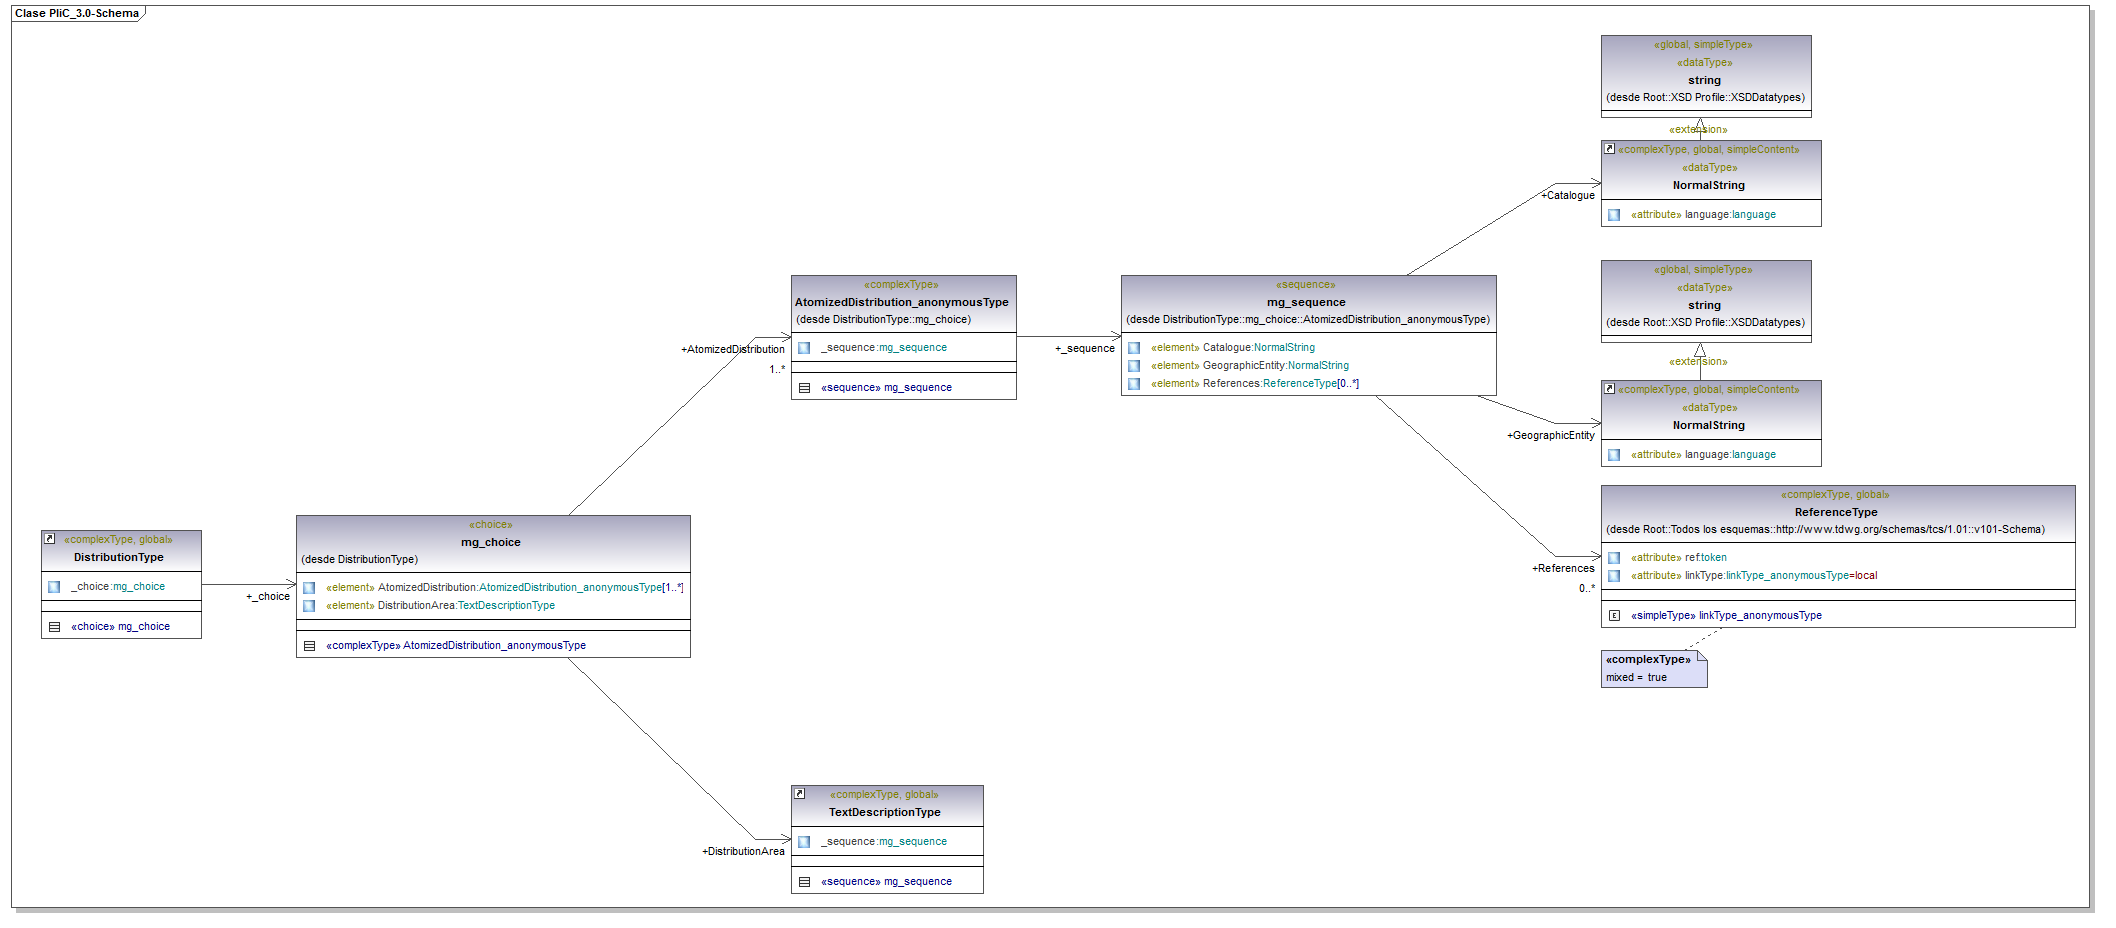 Clase PliC_3.0-Schema
«global, simpleType»
«dataType»
string
(desde Root::XSD Profile::XSDDatatypes)
«extension»
«complexType, global, simpleContent»
«dataType»
NormalString
+Catalogue
«attribute» language:language
«global, simpleType»
«dataType»
string
(desde Root::XSD Profile::XSDDatatypes)
«extension»
«complexType, global, simpleContent»
«dataType»
NormalString
+GeographicEntity
«attribute» language:language
«complexType»
AtomizedDistribution_anonymousType
(desde DistributionType::mg_choice)
_sequence:mg_sequence
«sequence» mg_sequence
+AtomizedDistribution
1..*
+_sequence
«sequence»
mg_sequence
(desde DistributionType::mg_choice::AtomizedDistribution_anonymousType)
«element» Catalogue:NormalString
«element» GeographicEntity:NormalString
«element» References:ReferenceType[0..*]
«complexType, global»
ReferenceType
(desde Root::Todos los esquemas::http://www.tdwg.org/schemas/tcs/1.01::v101-Schema)
«attribute» ref:token
«attribute» linkType:linkType_anonymousType=local
«simpleType» linkType_anonymousType
+References
0..*
«complexType»
mixed = true
«complexType, global»
DistributionType
_choice:mg_choice
«choice» mg_choice
+_choice
«choice»
mg_choice
(desde DistributionType)
«element» AtomizedDistribution:AtomizedDistribution_anonymousType[1..*]
«element» DistributionArea:TextDescriptionType
«complexType» AtomizedDistribution_anonymousType
«complexType, global»
TextDescriptionType
_sequence:mg_sequence
«sequence» mg_sequence
+DistributionArea